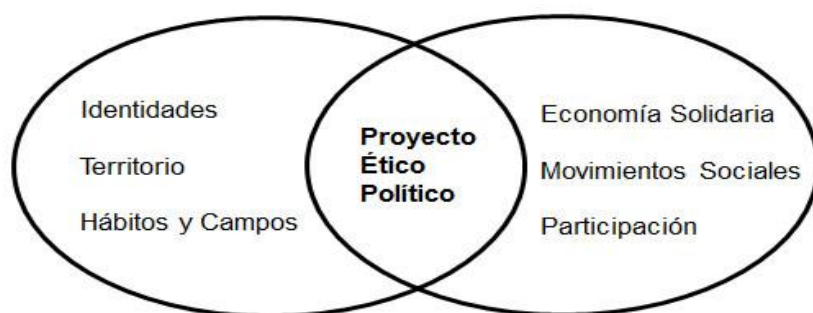 Identidades
Territorio
Hábitos y Campos
Proyecto
Ético
Político
Economía Solidaria
Movimientos Sociales
Participación